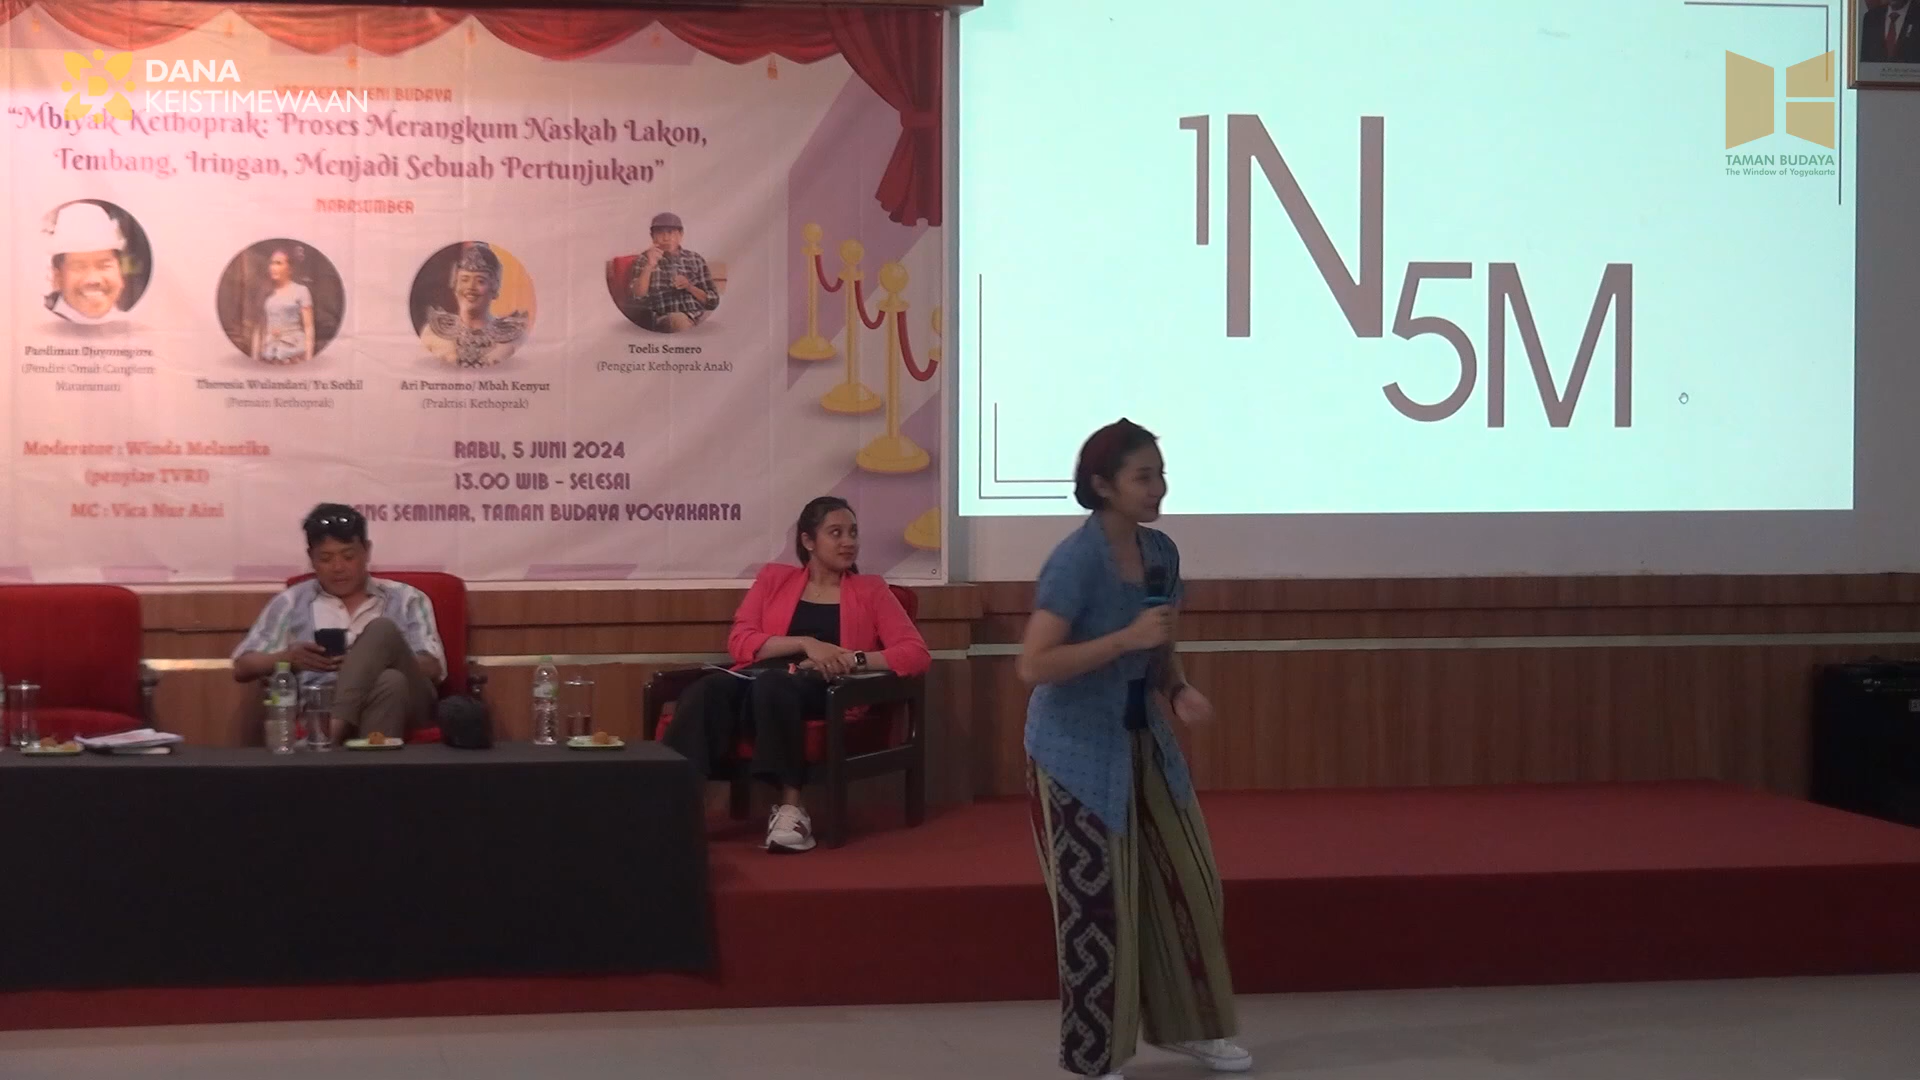 DANA
KEISTIMEWAAN
SENI BUDAYA
"Mbiyak Kethoprak: Proses Merangkum Naskah Lakon,
Tembang, Iringan, Menjadi Sebuah Pertunjukan"
NARASUMBER
Theresia Wulandari/ Yu Sothil
(Pemain Kethoprak)
Ari Purnomo/ Mbah Kenyut
(Praktisi Kethoprak)
Toelis Semero
(Penggiat Kethoprak Anak)
Moderator : Winda Melantika
(penyiar TVRI)
MC : Vica Nur Aini
RABU, 5 JUNI 2024
13.00 WIB - SELESAI
SEMINAR, TAMAN BUDAYA YOGYAKARTA
1N
5M
TAMAN BUDAYA
The Window of Yogyakarta